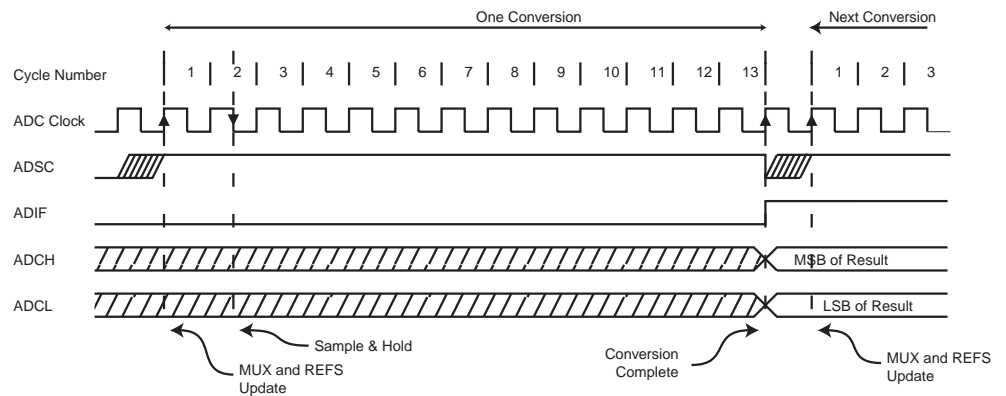 One Conversion
Next Conversion
Cycle Number
1 2 3 4 5 6 7 8 9 10 11 12 13 1 2 3
ADC Clock
ADSC
ADIF
ADCH
MSB of Result
ADCL
LSB of Result
Sample & Hold
MUX and REFS
Update
Conversion
Complete
MUX and REFS
Update